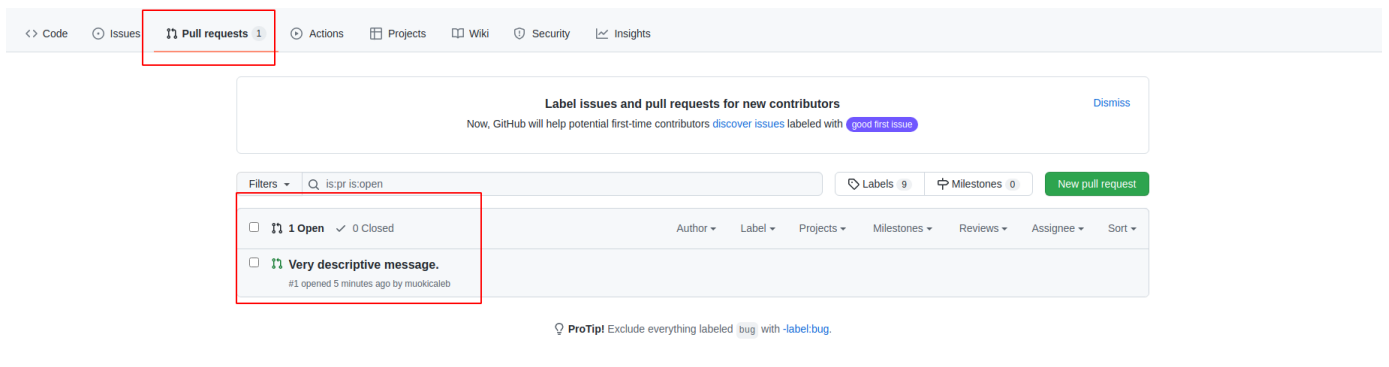 Code Issues Pull requests 1 Actions Projects Wiki Security Insights
Label issues and pull requests for new contributors
Dismiss
Now, GitHub will help potential first-time contributors discover issues labeled with good first issue
Filters is:pr is:open Labels 9 Milestones 0 New pull request
1 Open 0 Closed Author Label Projects Milestones Reviews Assignee Sort
Very descriptive message.
#1 opened 5 minutes ago by muokicaleb
ProTip! Exclude everything labeled bug with -label:bug.